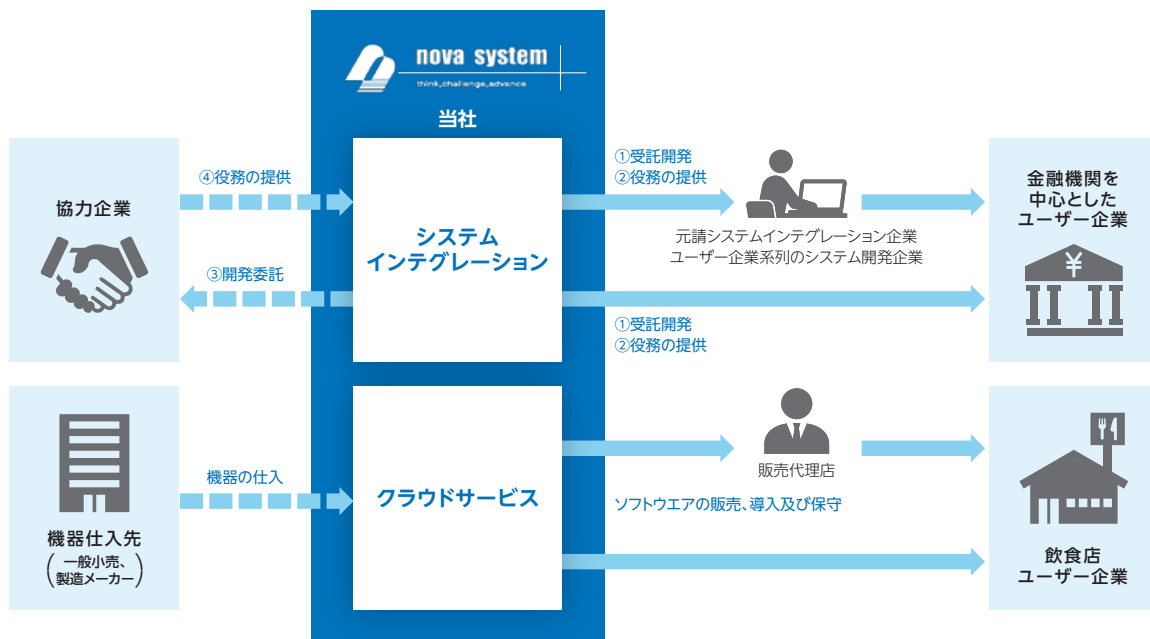 nova system
think,challenge,advance
当社
協力企業
④役務の提供
③開発委託
システム
インテグレーション
①受託開発
②役務の提供
元請システムインテグレーション企業
ユーザー企業系列のシステム開発企業
①受託開発
②役務の提供
金融機関を
中心とした
ユーザー企業
¥
機器仕入先
(一般小売、
製造メーカー)
機器の仕入
クラウドサービス
販売代理店
ソフトウエアの販売、導入及び保守
飲食店
ユーザー企業